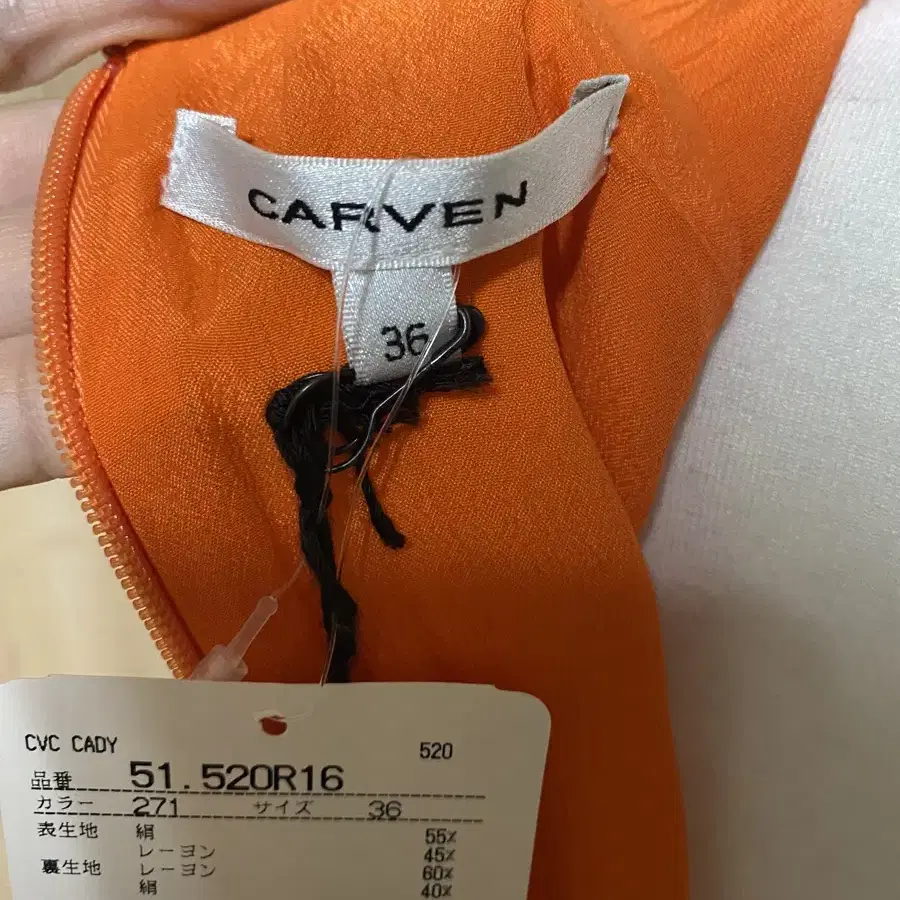 CARVEN
36
CVC CADY 520
品番 51.520R16
カラー 271 サイズ 36
表生地 絹 55%
レーヨン 45%
裏生地 レーヨン 60%
絹 40%